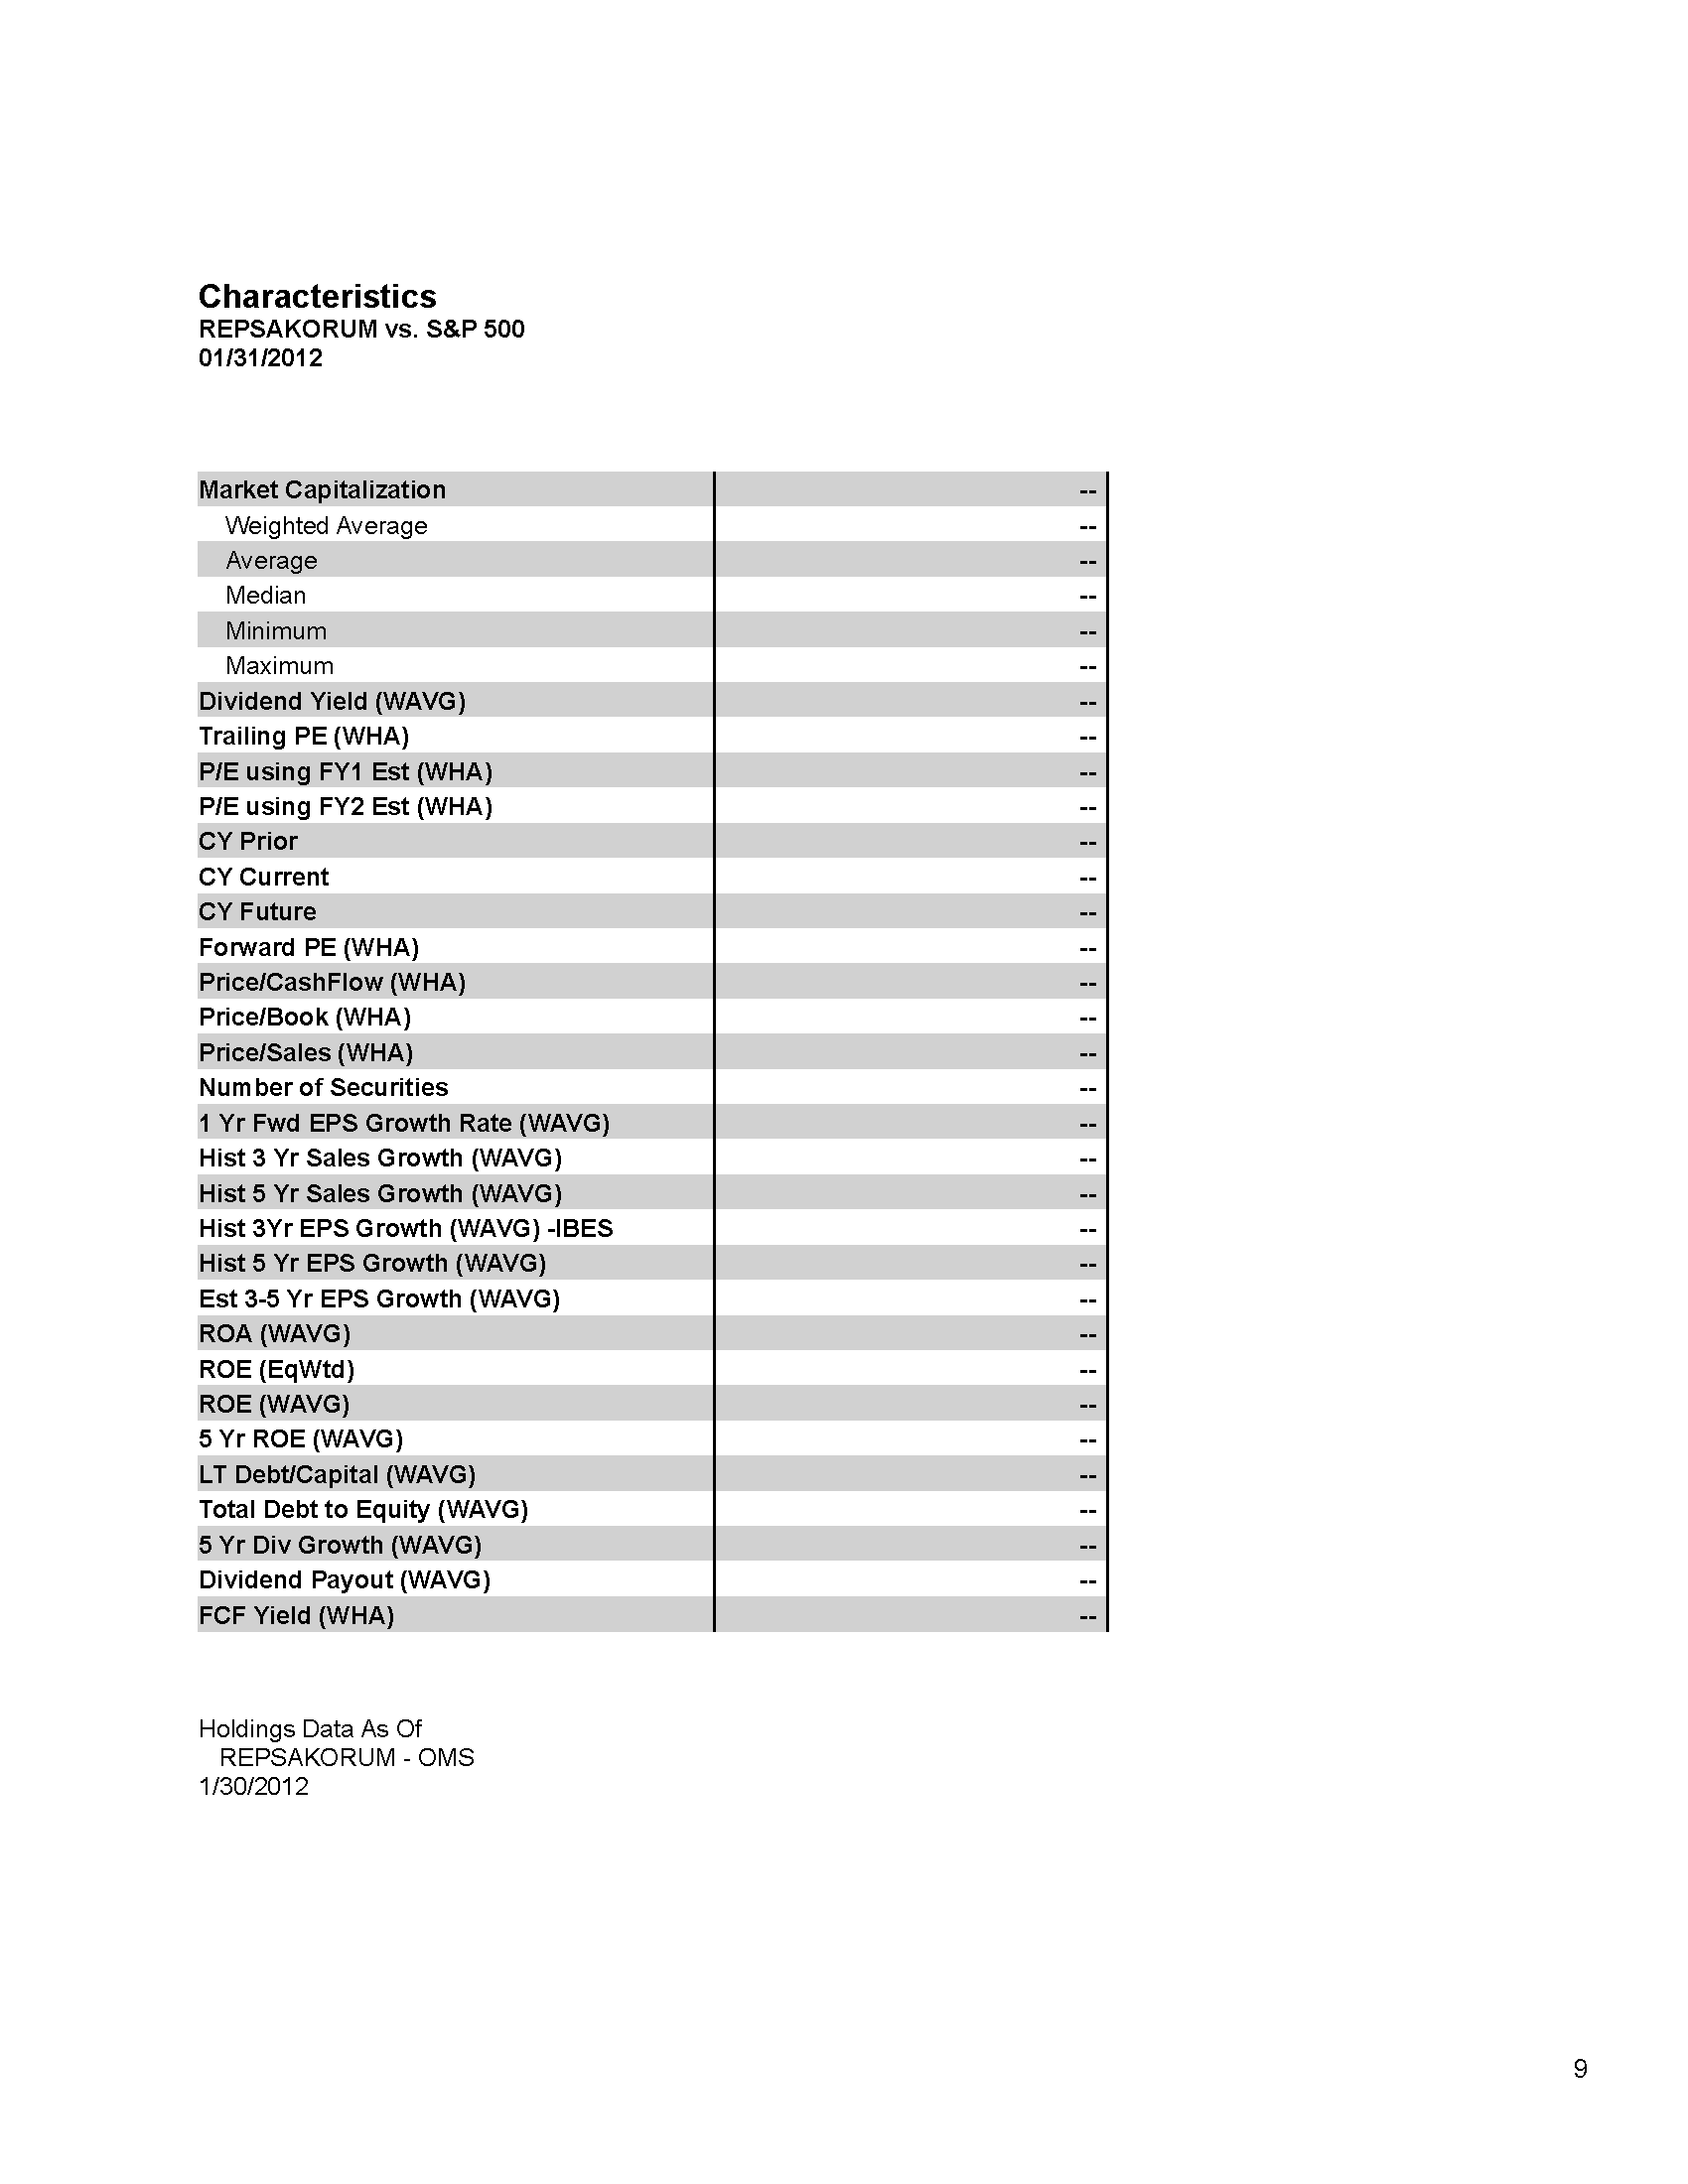 Characteristics
REPSAKORUM vs. S&P 500
01/31/2012
Market Capitalization --
Weighted Average --
Average --
Median --
Minimum --
Maximum --
Dividend Yield (WAVG) --
Trailing PE (WHA) --
P/E using FY1 Est (WHA) --
P/E using FY2 Est (WHA) --
CY Prior --
CY Current --
CY Future --
Forward PE (WHA) --
Price/CashFlow (WHA) --
Price/Book (WHA) --
Price/Sales (WHA) --
Number of Securities --
1 Yr Fwd EPS Growth Rate (WAVG) --
Hist 3 Yr Sales Growth (WAVG) --
Hist 5 Yr Sales Growth (WAVG) --
Hist 3Yr EPS Growth (WAVG) -IBES --
Hist 5 Yr EPS Growth (WAVG) --
Est 3-5 Yr EPS Growth (WAVG) --
ROA (WAVG) --
ROE (EqWtd) --
ROE (WAVG) --
5 Yr ROE (WAVG) --
LT Debt/Capital (WAVG) --
Total Debt to Equity (WAVG) --
5 Yr Div Growth (WAVG) --
Dividend Payout (WAVG) --
FCF Yield (WHA) --
Holdings Data As Of
REPSAKORUM - OMS
1/30/2012
9